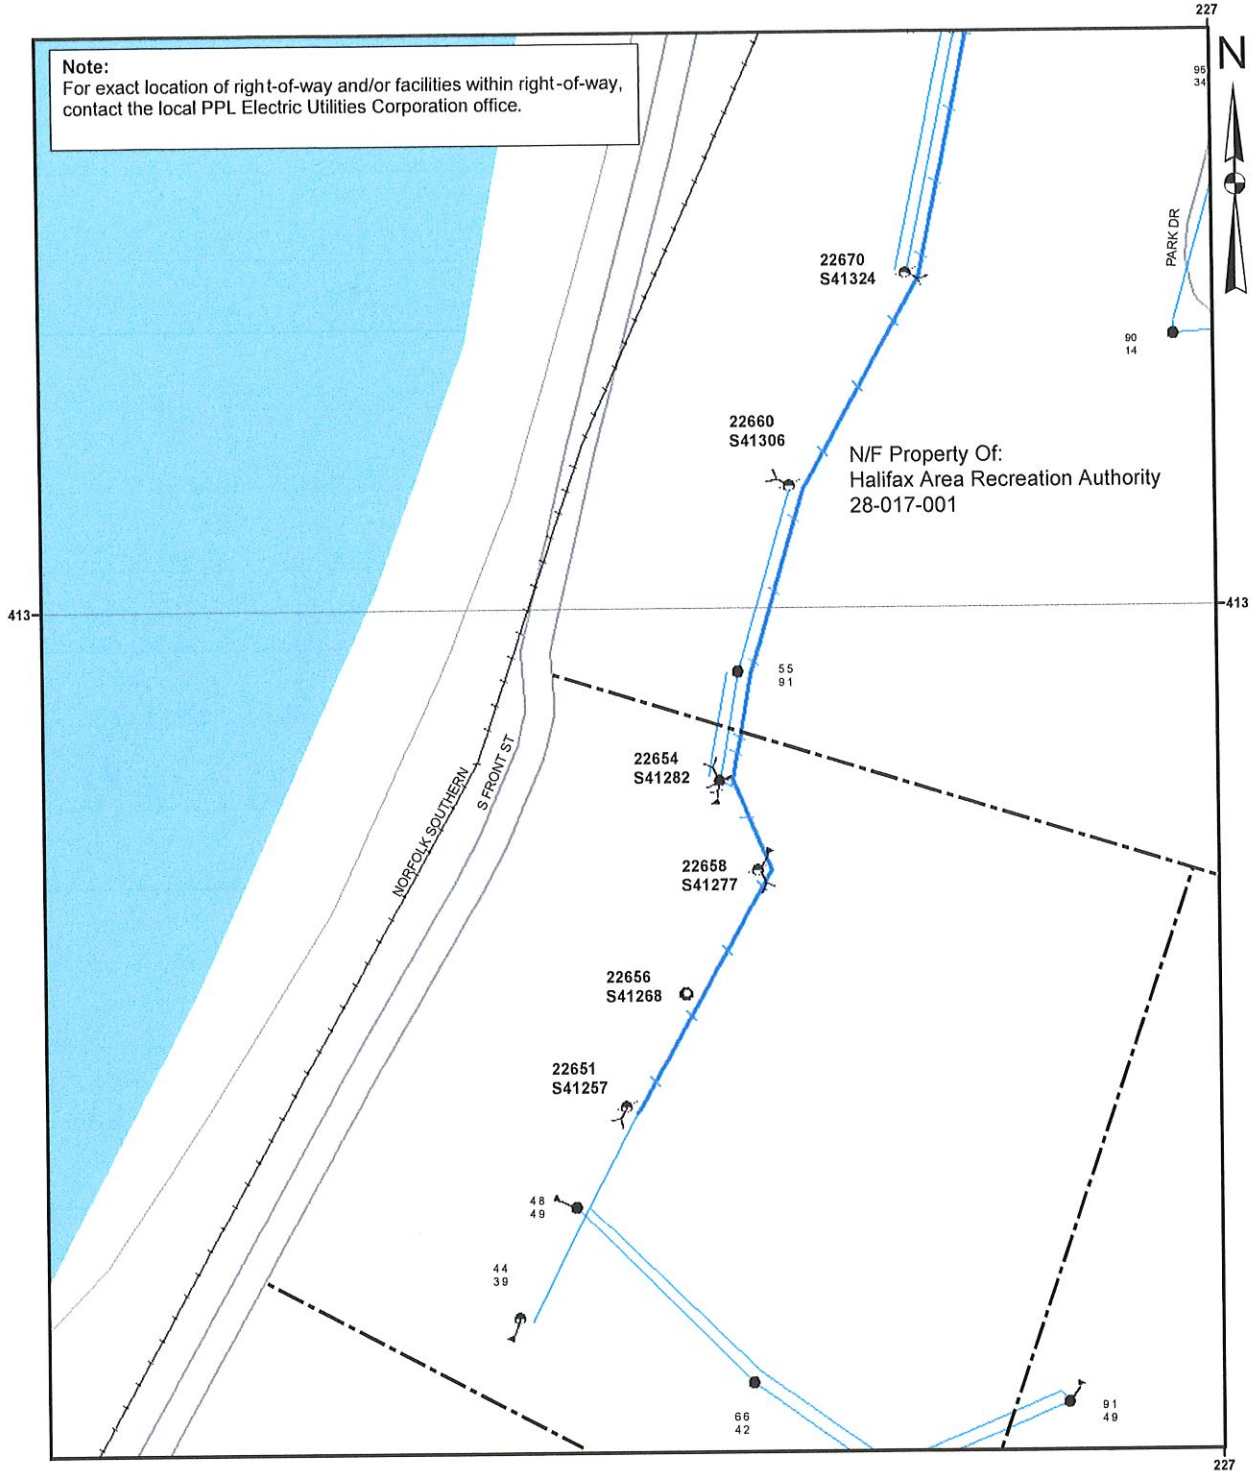 227
N
Note:
For exact location of right-of-way and/or facilities within right-of-way,
contact the local PPL Electric Utilities Corporation office.
95
34
PARK DR
22670
S41324
90
14
22660
S41306
N/F Property Of:
Halifax Area Recreation Authority
28-017-001
413
413
55
91
22654
S41282
S FRONT ST
NORFOLK SOUTHERN
22658
S41277
22656
S41268
22651
S41257
48
49
44
39
66
42
91
49
227